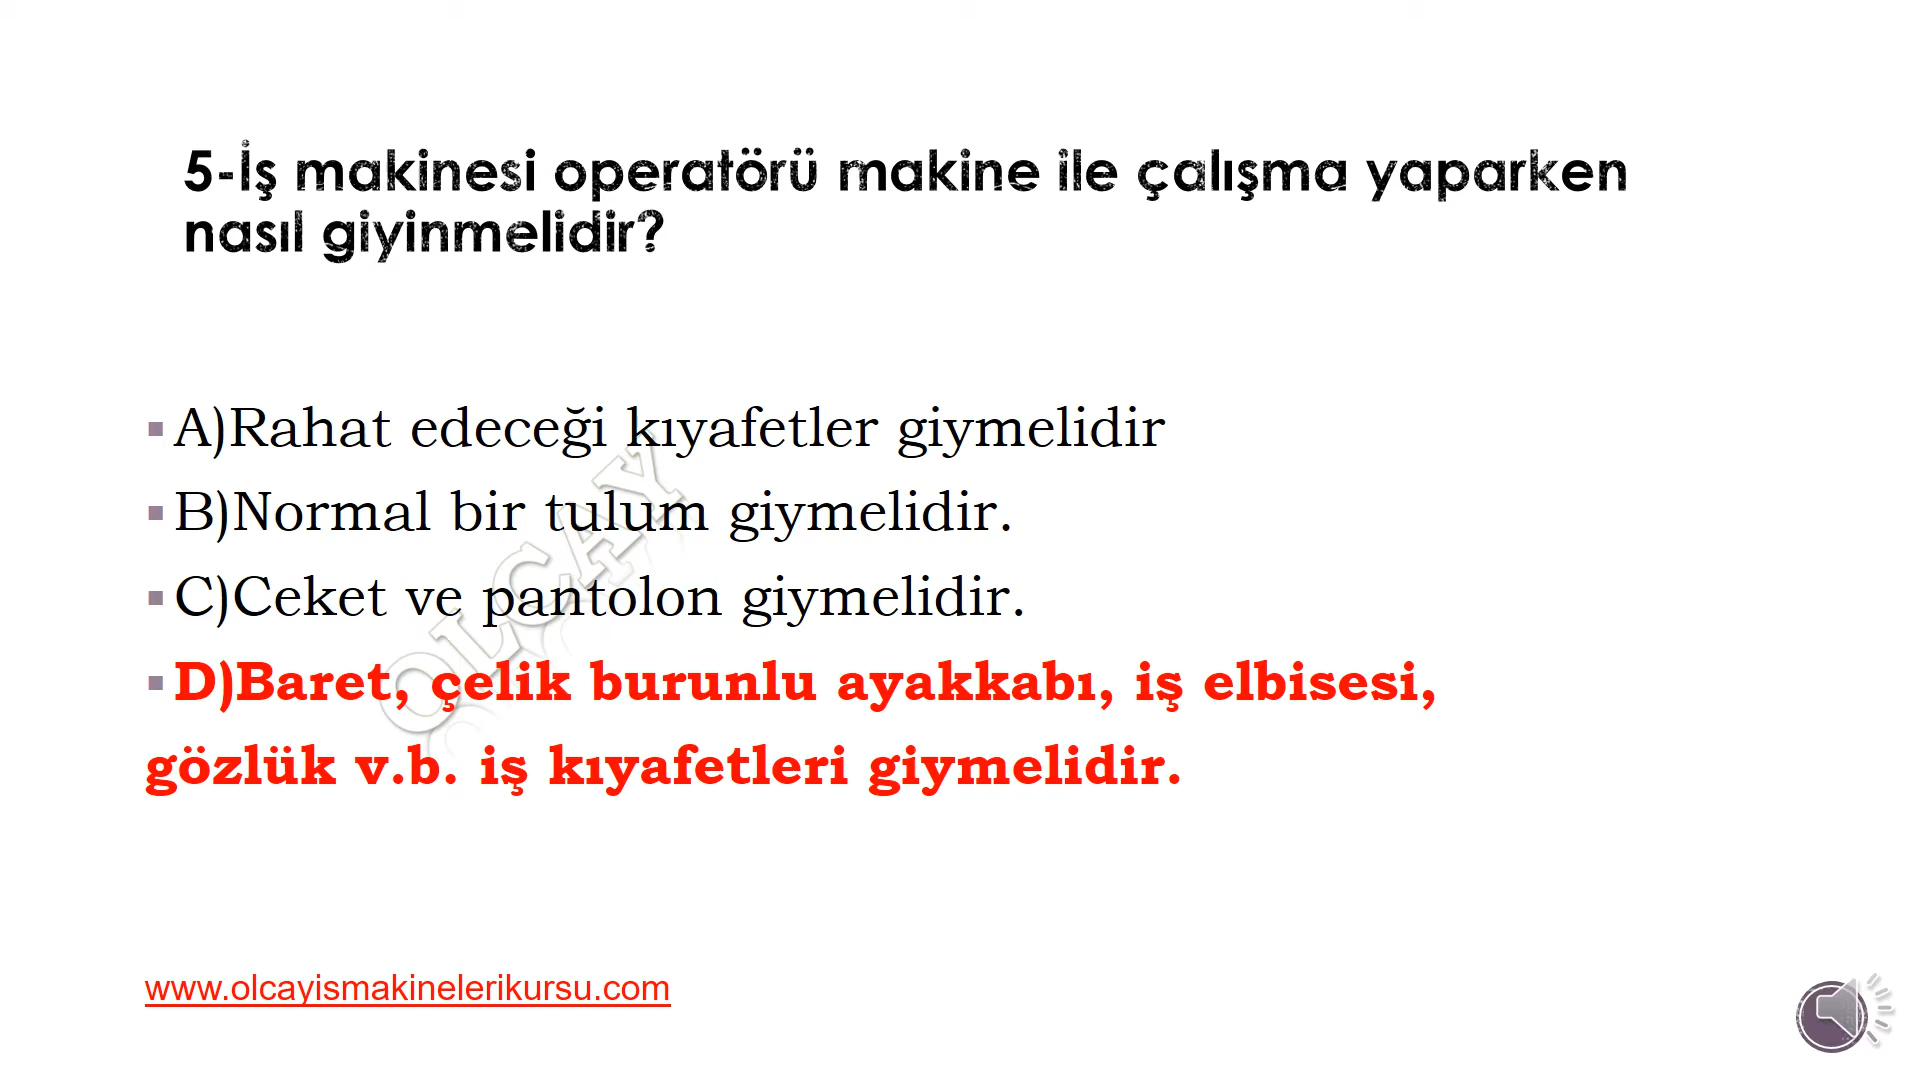 5-İş makinesi operatörü makine ile çalışma yaparken
nasıl giyinmelidir?
A)Rahat edeceği kıyafetler giymelidir
B)Normal bir tulum giymelidir.
C)Ceket ve pantolon giymelidir.
D)Baret, çelik burunlu ayakkabı, iş elbisesi,
gözlük v.b. iş kıyafetleri giymelidir.
OLCAY
www.olcayismakinelerikursu.com